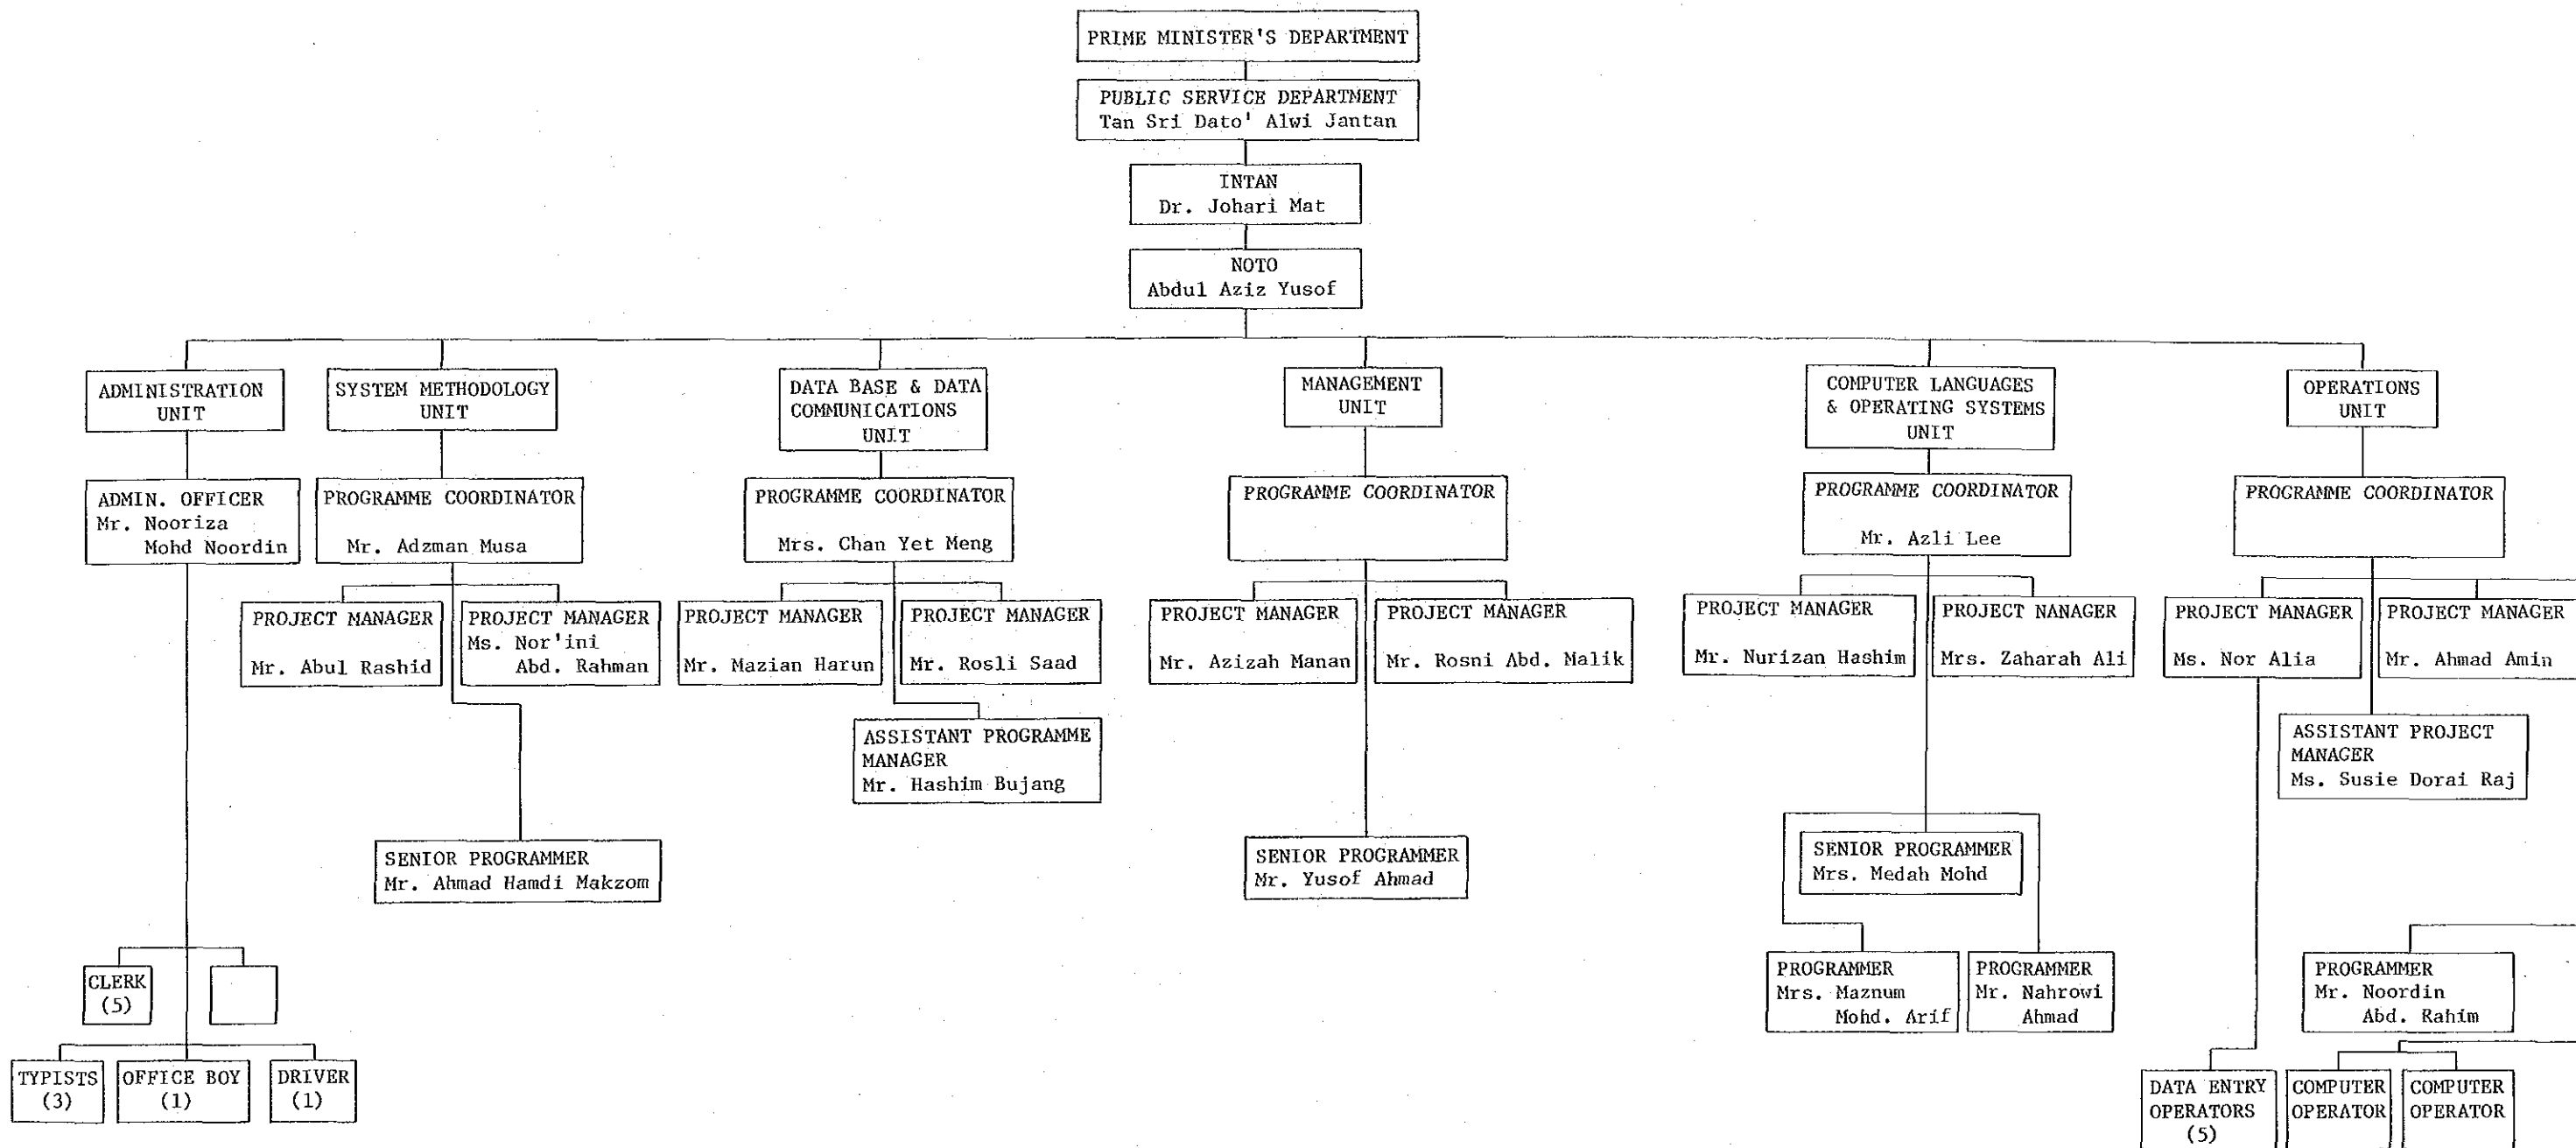 PRIME MINISTER'S DEPARTMENT
PUBLIC SERVICE DEPARTMENT
Tan Sri Dato' Alwi Jantan
INTAN
Dr. Johari Mat
NOTO
Abdul Aziz Yusof
ADMINISTRATION
UNIT
SYSTEM METHODOLOGY
UNIT
DATA BASE & DATA
COMMUNICATIONS
UNIT
MANAGEMENT
UNIT
COMPUTER LANGUAGES
& OPERATING SYSTEMS
UNIT
OPERATIONS
UNIT
ADMIN. OFFICER
Mr. Nooriza
Mohd Noordin
PROGRAMME COORDINATOR
Mr. Adzman Musa
PROGRAMME COORDINATOR
Mrs. Chan Yet Meng
PROGRAMME COORDINATOR
PROGRAMME COORDINATOR
Mr. Azli Lee
PROGRAMME COORDINATOR
PROJECT MANAGER
Mr. Abul Rashid
PROJECT MANAGER
Ms. Nor'ini
Abd. Rahman
PROJECT MANAGER
Mr. Mazian Harun
PROJECT MANAGER
Mr. Rosli Saad
PROJECT MANAGER
Mr. Azizah Manan
PROJECT MANAGER
Mr. Rosni Abd. Malik
PROJECT MANAGER
Mr. Nurizan Hashim
PROJECT NANAGER
Mrs. Zaharah Ali
PROJECT MANAGER
Ms. Nor Alia
PROJECT MANAGER
Mr. Ahmad Amin
ASSISTANT PROGRAMME
MANAGER
Mr. Hashim Bujang
ASSISTANT PROJECT
MANAGER
Ms. Susie Dorai Raj
SENIOR PROGRAMMER
Mr. Ahmad Hamdi Makzom
SENIOR PROGRAMMER
Mr. Yusof Ahmad
SENIOR PROGRAMMER
Mrs. Medah Mohd
CLERK
(5)
PROGRAMMER
Mrs. Maznum
Mohd. Arif
PROGRAMMER
Mr. Nahrowi
Ahmad
PROGRAMMER
Mr. Noordin
Abd. Rahim
TYPISTS
(3)
OFFICE BOY
(1)
DRIVER
(1)
DATA ENTRY
OPERATORS
(5)
COMPUTER
OPERATOR
COMPUTER
OPERATOR